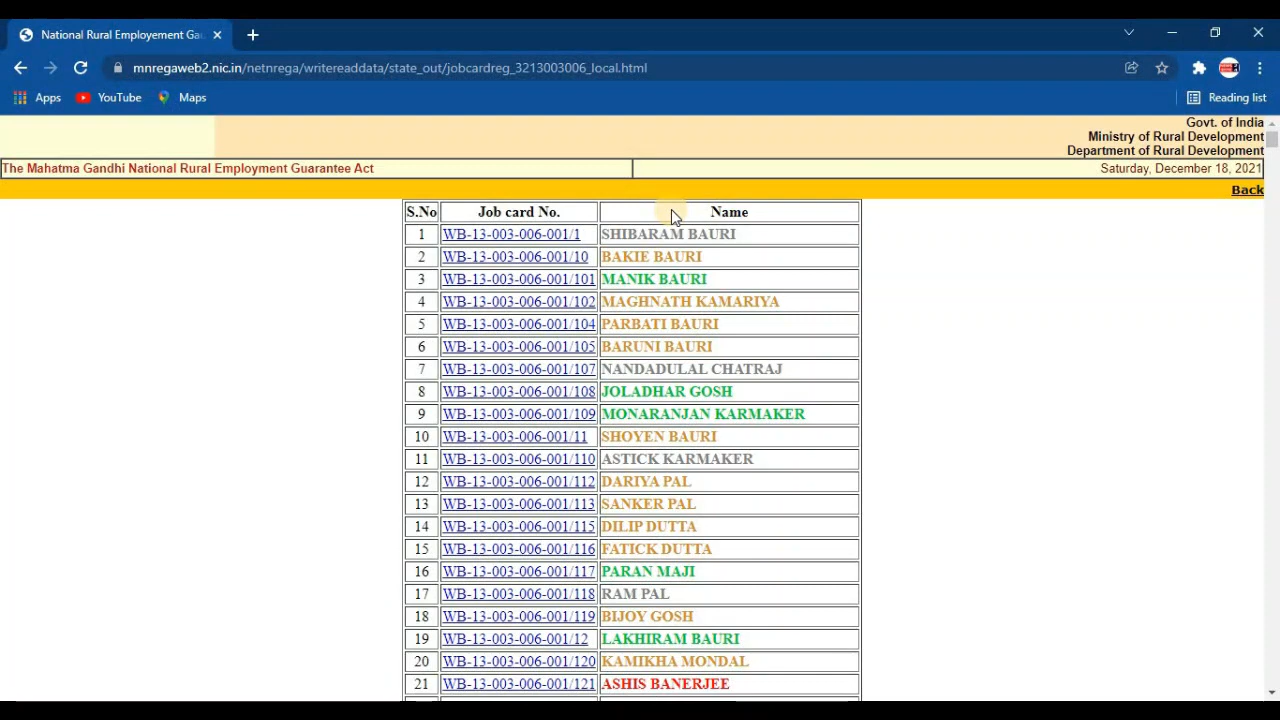 National Rural Employement Gau
mnregaweb2.nic.in/netnrega/writereaddata/state_out/jobcardreg_3213003006_local.html
Apps YouTube Maps Reading list
Govt. of India
Ministry of Rural Development
Department of Rural Development
The Mahatma Gandhi National Rural Employment Guarantee Act Saturday, December 18, 2021
Back
S.No Job card No. Name
1 WB-13-003-006-001/1 SHIBARAM BAURI
2 WB-13-003-006-001/10 BAKIE BAURI
3 WB-13-003-006-001/101 MANIK BAURI
4 WB-13-003-006-001/102 MAGHNATH KAMARIYA
5 WB-13-003-006-001/104 PARBATI BAURI
6 WB-13-003-006-001/105 BARUNI BAURI
7 WB-13-003-006-001/107 NANDADULAL CHATRAJ
8 WB-13-003-006-001/108 JOLADHAR GOSH
9 WB-13-003-006-001/109 MONARANJAN KARMAKER
10 WB-13-003-006-001/11 SHOYEN BAURI
11 WB-13-003-006-001/110 ASTICK KARMAKER
12 WB-13-003-006-001/112 DARIYA PAL
13 WB-13-003-006-001/113 SANKER PAL
14 WB-13-003-006-001/115 DILIP DUTTA
15 WB-13-003-006-001/116 FATICK DUTTA
16 WB-13-003-006-001/117 PARAN MAJI
17 WB-13-003-006-001/118 RAM PAL
18 WB-13-003-006-001/119 BIJOY GOSH
19 WB-13-003-006-001/12 LAKHIRAM BAURI
20 WB-13-003-006-001/120 KAMIKHA MONDAL
21 WB-13-003-006-001/121 ASHIS BANERJEE